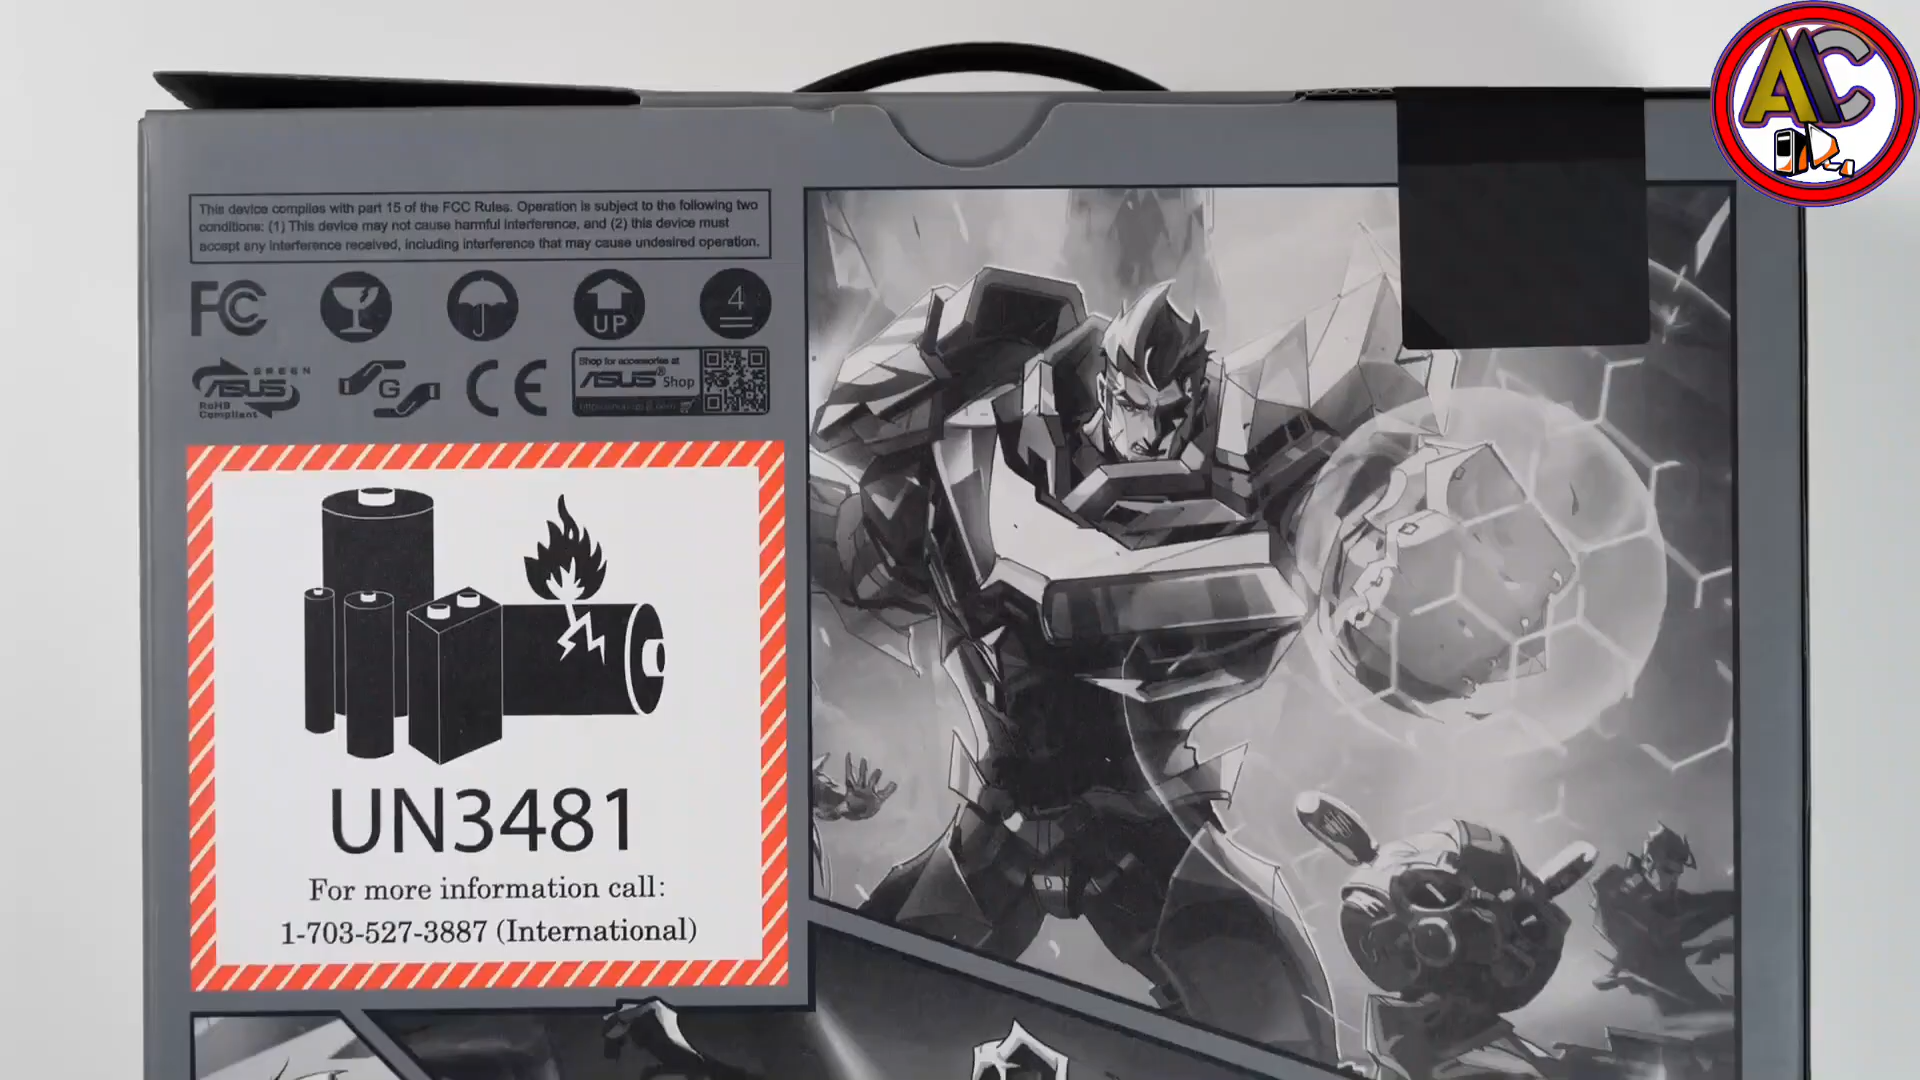 This device complies with part 15 of the FCC Rules. Operation is subject to the following two
conditions: (1) This device may not cause harmful interference, and (2) this device must
accept any interference received, including interference that may cause undesired operation.
FC
UP
4
GREEN
ASUS
RoHS
Compliant
G
CE
Shop for accessories at
ASUS® Shop
UN3481
For more information call:
1-703-527-3887 (International)
AIC